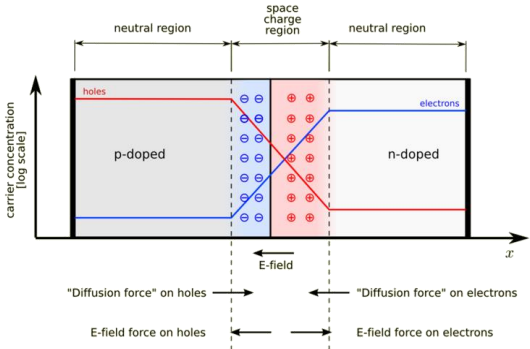 space
charge
region
neutral region
neutral region
holes
electrons
carrier concentration
[log scale]
p-doped
n-doped
⊖ ⊖ ⊕ ⊕
⊖ ⊖ ⊕ ⊕
⊖ ⊖ ⊕ ⊕
⊖ ⊖ ⊕ ⊕
⊖ ⊖ ⊕ ⊕
⊖ ⊖ ⊕ ⊕
⊖ ⊖ ⊕ ⊕
E-field
x
"Diffusion force" on holes
"Diffusion force" on electrons
E-field force on holes
E-field force on electrons